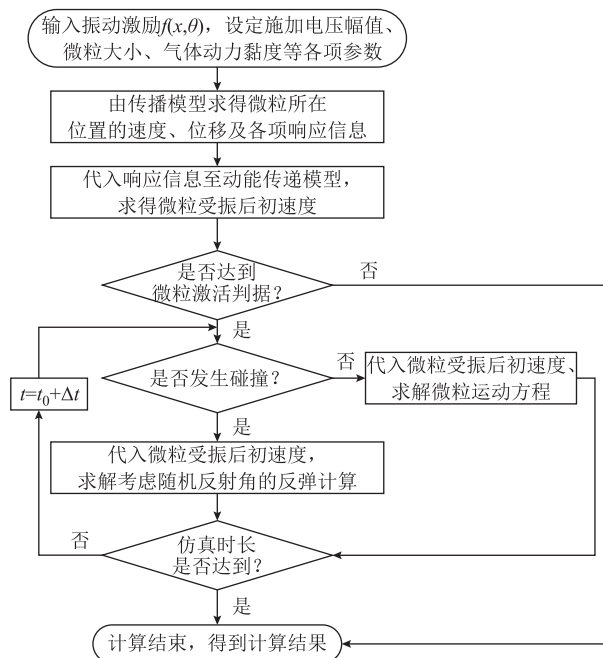 输入振动激励f(x,θ)，设定施加电压幅值、
微粒大小、气体动力黏度等各项参数
由传播模型求得微粒所在
位置的速度、位移及各项响应信息
代入响应信息至动能传递模型，
求得微粒受振后初速度
是否达到
微粒激活判据？
否
是
是否发生碰撞？
否
代入微粒受振后初速度、
求解微粒运动方程
t=t₀+Δt
是
代入微粒受振后初速度，
求解考虑随机反射角的反弹计算
仿真时长
是否达到？
否
是
计算结束，得到计算结果